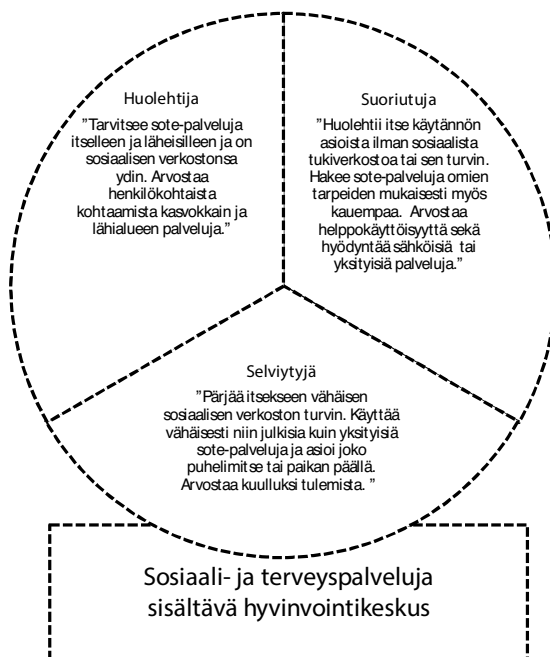 Huolehtija
”Tarvitsee sote-palveluja
itselleen ja läheisilleen ja on
sosiaalisen verkostonsa
ydin. Arvostaa
henkilökohtaista
kohtaamista kasvokkain ja
lähialueen palveluja.”
Suoriutuja
”Huolehtii itse käytännön
asioista ilman sosiaalista
tukiverkostoa tai sen turvin.
Hakee sote-palveluja omien
tarpeiden mukaisesti myös
kauempaa. Arvostaa
helppokäyttöisyyttä sekä
hyödyntää sähköisiä tai
yksityisiä palveluja.”
Selviytyjä
”Pärjää itsekseen vähäisen
sosiaalisen verkoston turvin. Käyttää
vähäisesti niin julkisia kuin yksityisiä
sote-palveluja ja asioi joko
puhelimitse tai paikan päällä.
Arvostaa kuulluksi tulemista. ”
Sosiaali- ja terveyspalveluja
sisältävä hyvinvointikeskus